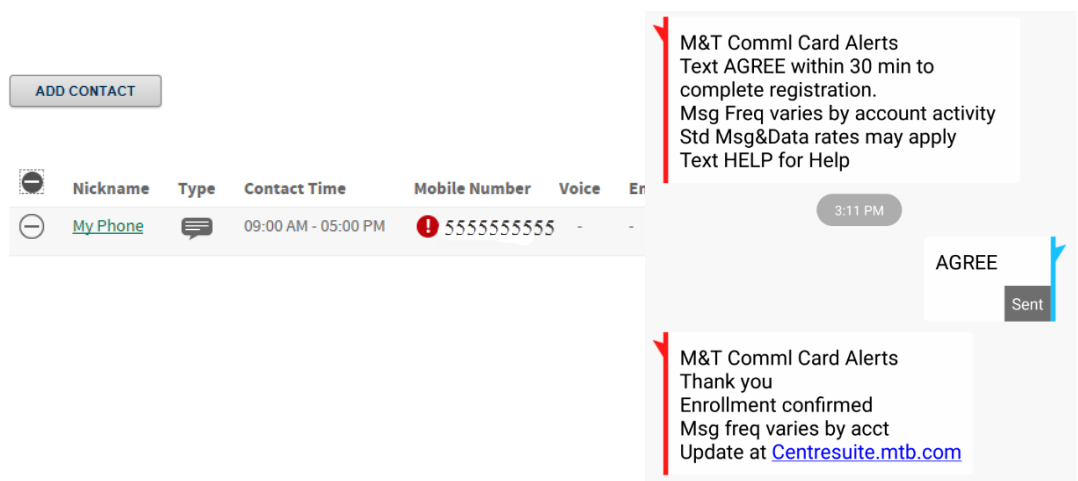 ADD CONTACT
Nickname Type Contact Time Mobile Number Voice
My Phone 09:00 AM - 05:00 PM ! 5555555555 - -
M&T Comml Card Alerts
Text AGREE within 30 min to
complete registration.
Msg Freq varies by account activity
Std Msg&Data rates may apply
Text HELP for Help
3:11 PM
AGREE
Sent
M&T Comml Card Alerts
Thank you
Enrollment confirmed
Msg freq varies by acct
Update at Centresuite.mtb.com